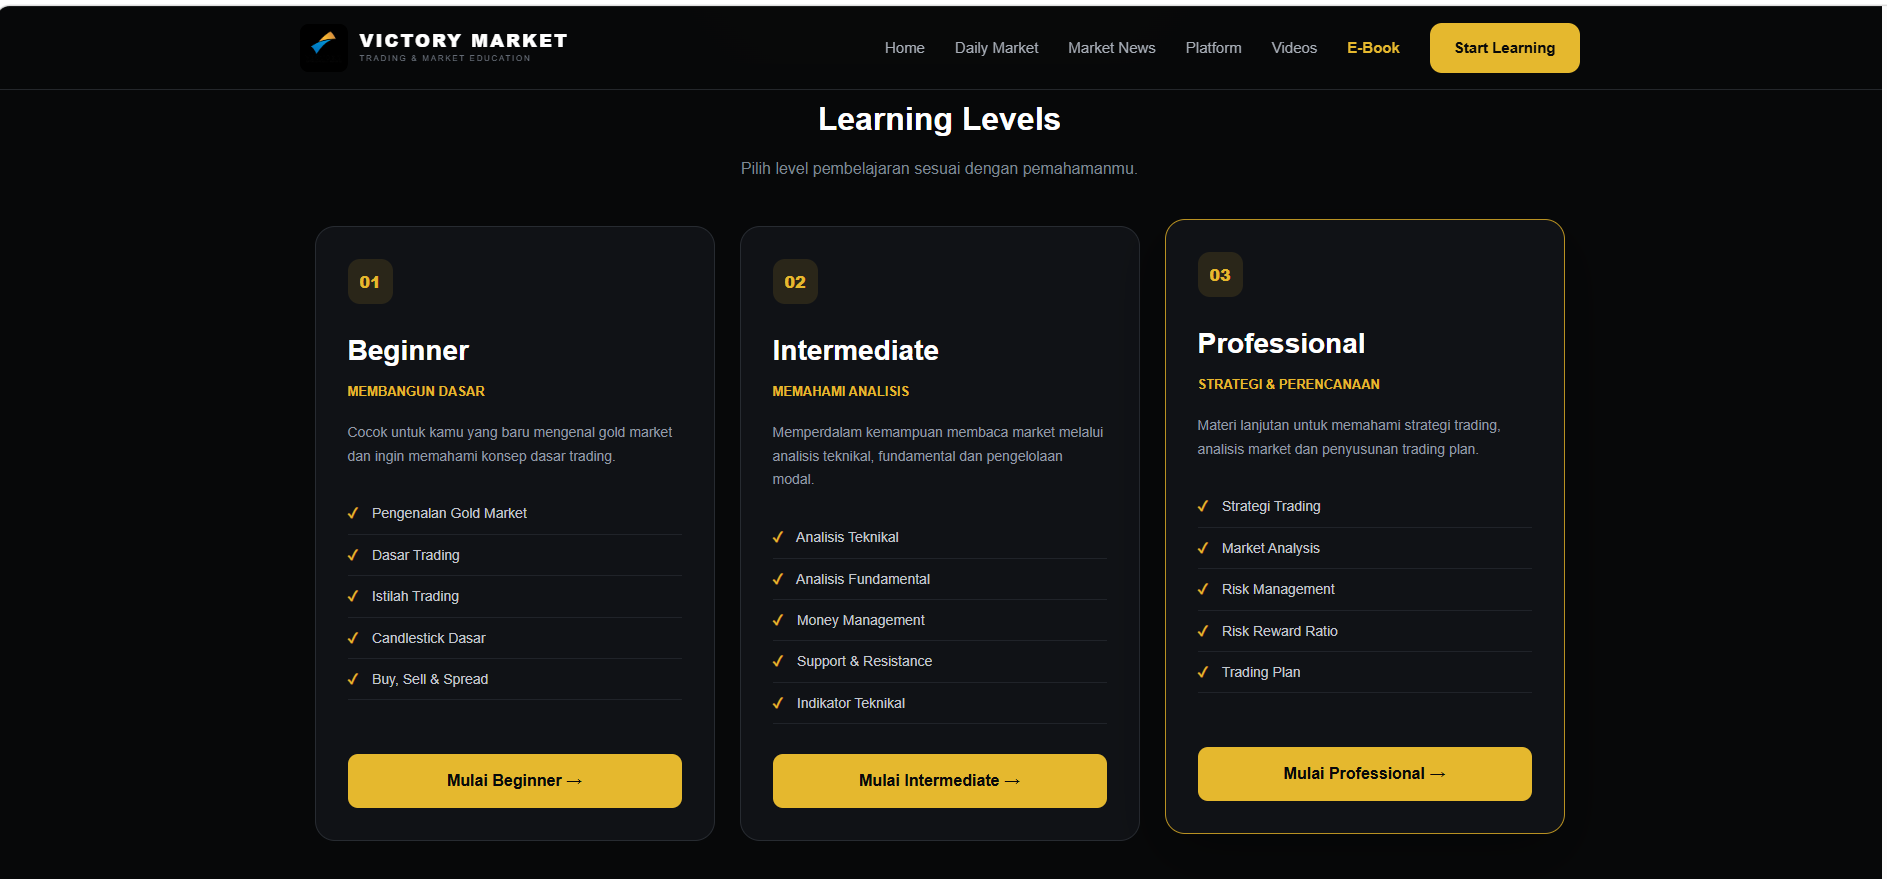 VICTORY MARKET
TRADING & MARKET EDUCATION
Home
Daily Market
Market News
Platform
Videos
E-Book
Start Learning
Learning Levels
Pilih level pembelajaran sesuai dengan pemahamanmu.
01
Beginner
MEMBANGUN DASAR
Cocok untuk kamu yang baru mengenal gold market
dan ingin memahami konsep dasar trading.
✓ Pengenalan Gold Market
✓ Dasar Trading
✓ Istilah Trading
✓ Candlestick Dasar
✓ Buy, Sell & Spread
Mulai Beginner →
02
Intermediate
MEMAHAMI ANALISIS
Memperdalam kemampuan membaca market melalui
analisis teknikal, fundamental dan pengelolaan
modal.
✓ Analisis Teknikal
✓ Analisis Fundamental
✓ Money Management
✓ Support & Resistance
✓ Indikator Teknikal
Mulai Intermediate →
03
Professional
STRATEGI & PERENCANAAN
Materi lanjutan untuk memahami strategi trading,
analisis market dan penyusunan trading plan.
✓ Strategi Trading
✓ Market Analysis
✓ Risk Management
✓ Risk Reward Ratio
✓ Trading Plan
Mulai Professional →